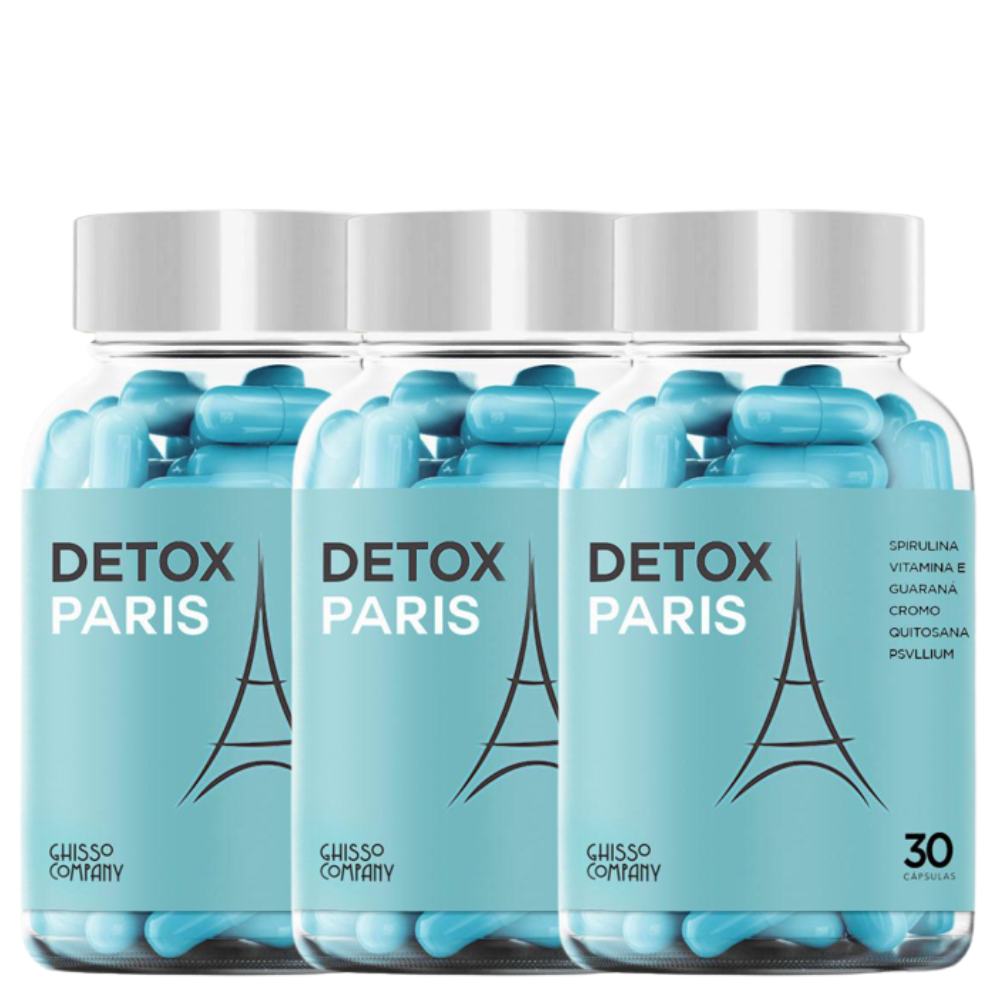 DETOX
PARIS
GHISSO
COMPANY
DETOX
PARIS
GHISSO
COMPANY
DETOX
PARIS
SPIRULINA
VITAMINA E
GUARANÁ
CROMO
QUITOSANA
PSVLLIUM
GHISSO
COMPANY
30
CÁPSULAS